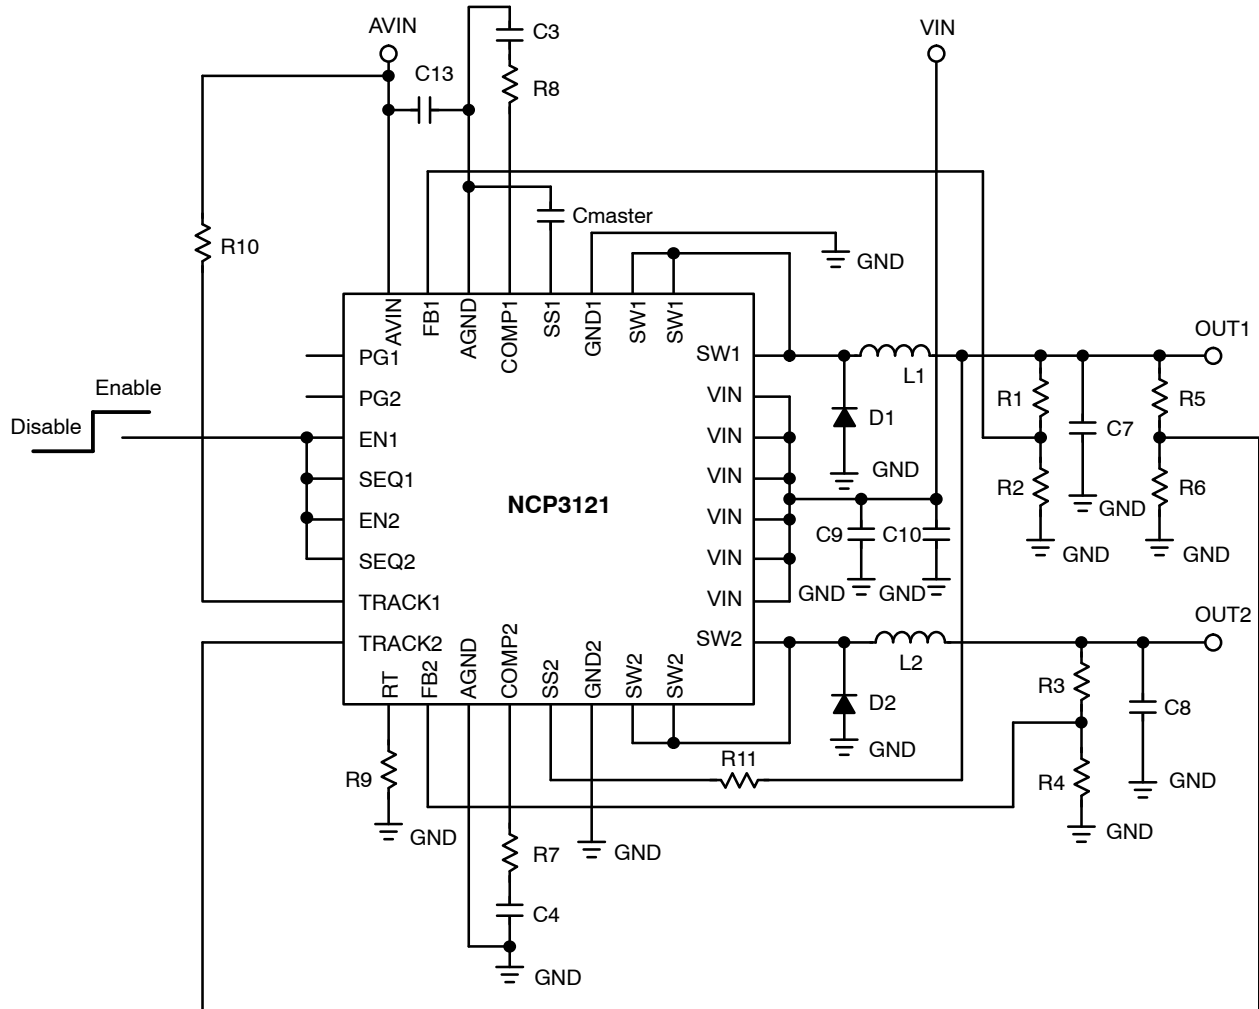 AVIN
C3
VIN
C13
R8
Cmaster
R10
GND
AVIN
FB1
AGND
COMP1
SS1
GND1
SW1
SW1
OUT1
PG1
SW1
L1
Enable
PG2
VIN
R1
R5
Disable
D1
C7
EN1
VIN
GND
SEQ1
VIN
R2
R6
NCP3121
GND
EN2
VIN
C9
C10
GND
GND
SEQ2
VIN
GND
GND
TRACK1
VIN
OUT2
TRACK2
SW2
L2
RT
FB2
AGND
COMP2
SS2
GND2
SW2
SW2
R3
D2
C8
GND
R11
R9
R4
GND
GND
GND
R7
GND
C4
GND